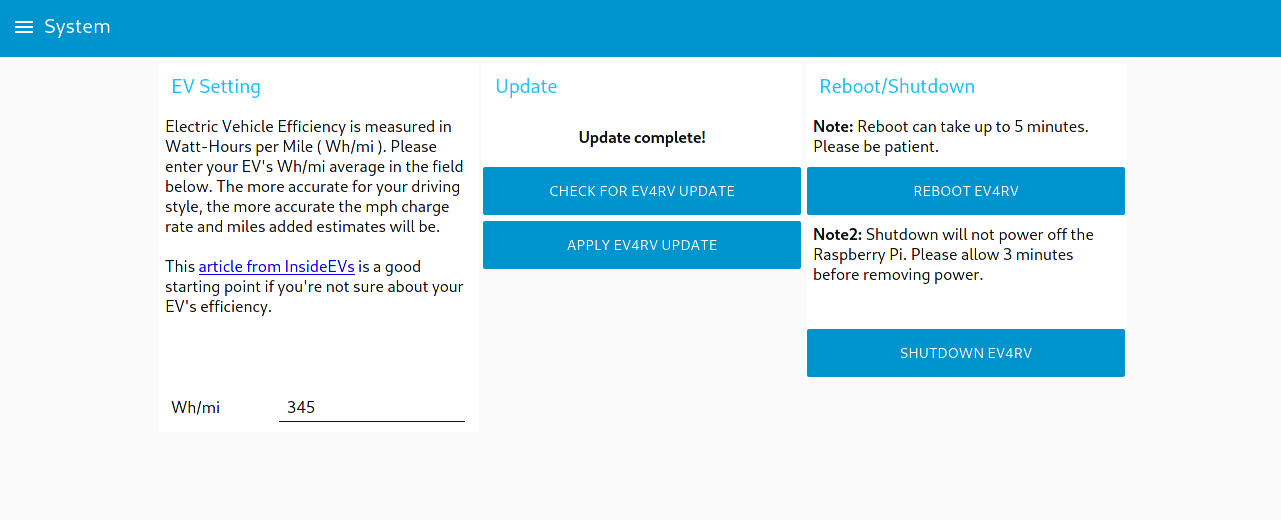 System
EV Setting
Electric Vehicle Efficiency is measured in
Watt-Hours per Mile ( Wh/mi ). Please
enter your EV's Wh/mi average in the field
below. The more accurate for your driving
style, the more accurate the mph charge
rate and miles added estimates will be.
This article from InsideEVs is a good
starting point if you're not sure about your
EV's efficiency.
Wh/mi 345
Update
Update complete!
CHECK FOR EV4RV UPDATE
APPLY EV4RV UPDATE
Reboot/Shutdown
Note: Reboot can take up to 5 minutes.
Please be patient.
REBOOT EV4RV
Note2: Shutdown will not power off the
Raspberry Pi. Please allow 3 minutes
before removing power.
SHUTDOWN EV4RV